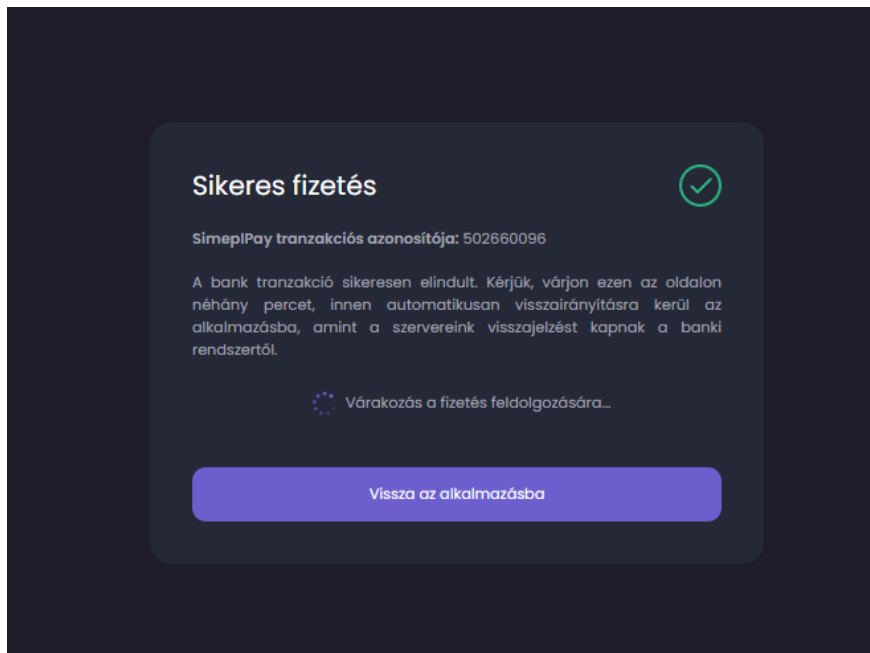 Sikeres fizetés
SimeplPay tranzakciós azonosítója: 502660096
A bank tranzakció sikeresen elindult. Kérjük, várjon ezen az oldalon
néhány percet, innen automatikusan visszairányításra kerül az
alkalmazásba, amint a szervereink visszajelzést kapnak a banki
rendszertől.
Várakozás a fizetés feldolgozására...
Vissza az alkalmazásba